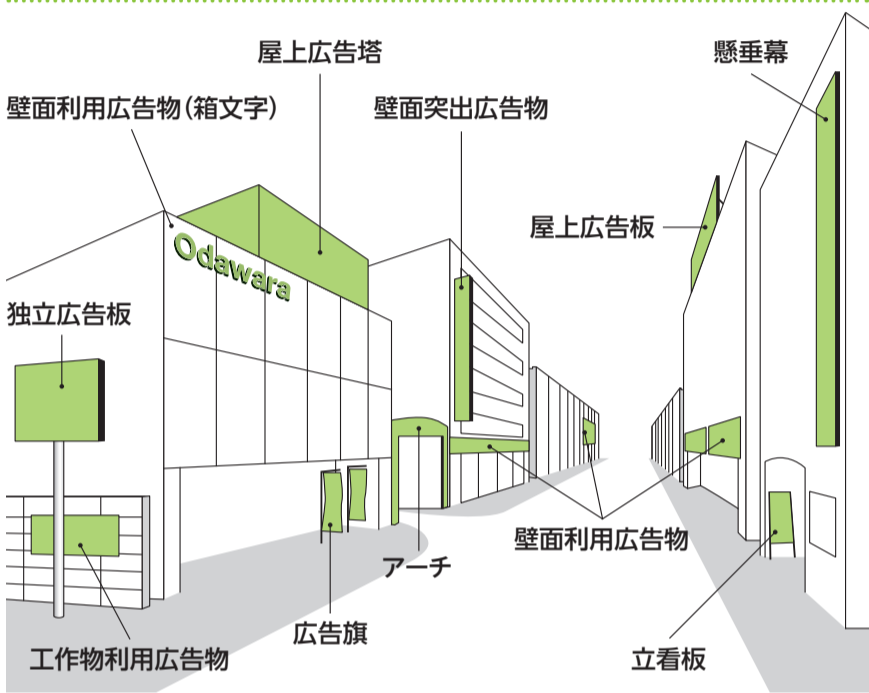 屋上広告塔
懸垂幕
壁面利用広告物(箱文字)
壁面突出広告物
屋上広告板
Odawara
独立広告板
壁面利用広告物
アーチ
広告旗
工作物利用広告物
立看板